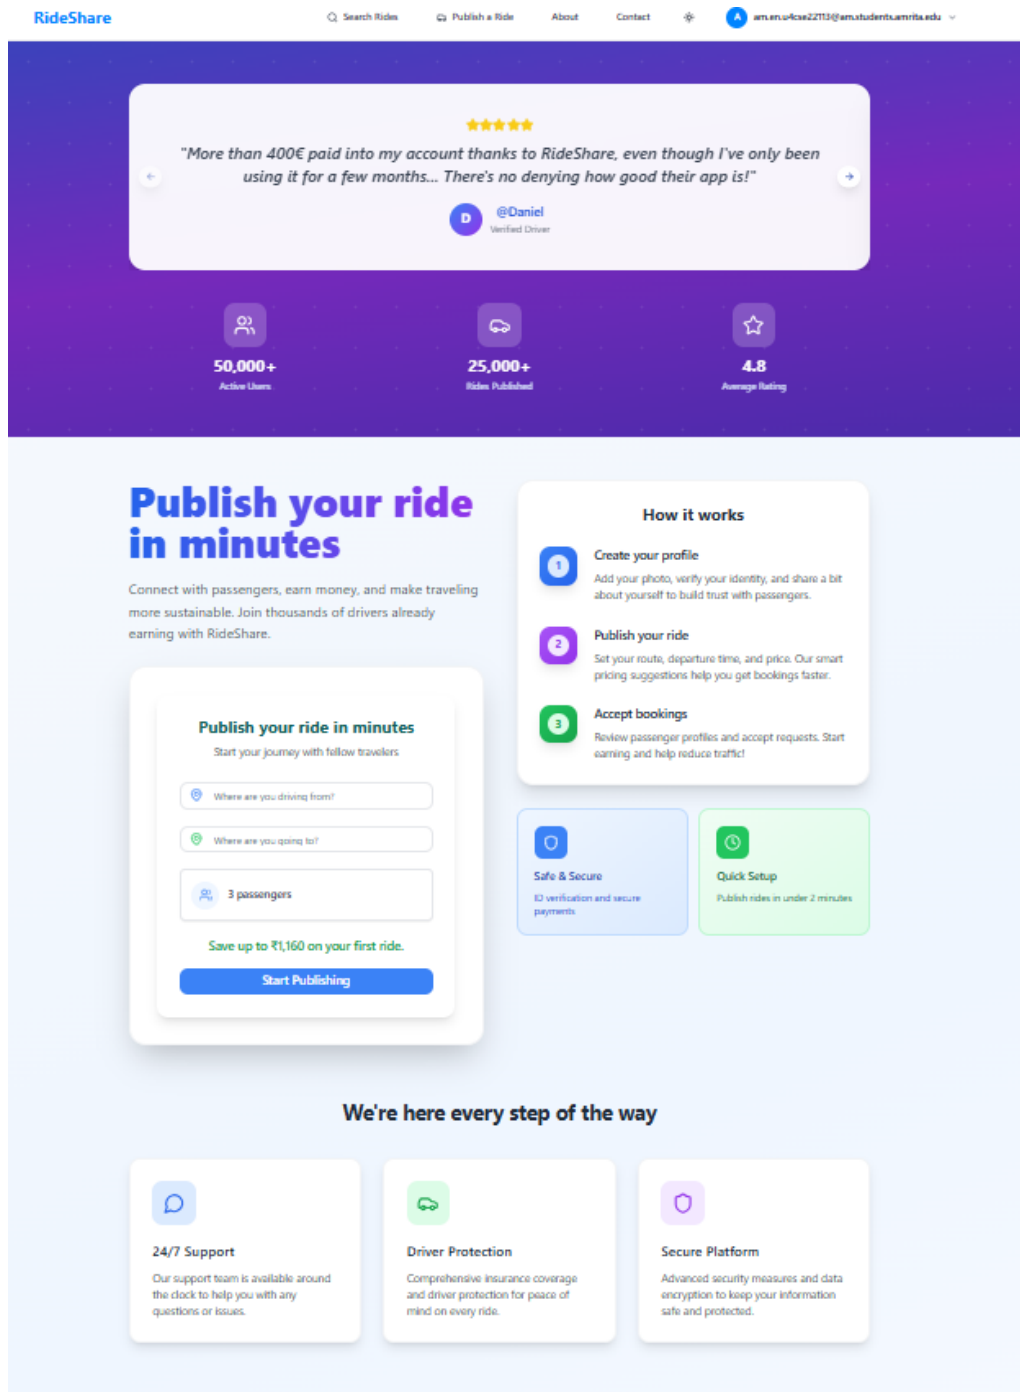 RideShare
Search Rides
Publish a Ride
About
Contact
A
am.en.u4cse22113@am.students.amrita.edu
"More than 400€ paid into my account thanks to RideShare, even though I've only been
using it for a few months... There's no denying how good their app is!"
D
@Daniel
Verified Driver
50,000+
Active Users
25,000+
Rides Published
4.8
Average Rating
Publish your ride
in minutes
Connect with passengers, earn money, and make traveling
more sustainable. Join thousands of drivers already
earning with RideShare.
Publish your ride in minutes
Start your journey with fellow travelers
Where are you driving from?
Where are you going to?
3 passengers
Save up to ₹1,160 on your first ride.
Start Publishing
How it works
1
Create your profile
Add your photo, verify your identity, and share a bit
about yourself to build trust with passengers.
2
Publish your ride
Set your route, departure time, and price. Our smart
pricing suggestions help you get bookings faster.
3
Accept bookings
Review passenger profiles and accept requests. Start
earning and help reduce traffic!
Safe & Secure
ID verification and secure
payments
Quick Setup
Publish rides in under 2 minutes
We're here every step of the way
24/7 Support
Our support team is available around
the clock to help you with any
questions or issues.
Driver Protection
Comprehensive insurance coverage
and driver protection for peace of
mind on every ride.
Secure Platform
Advanced security measures and data
encryption to keep your information
safe and protected.